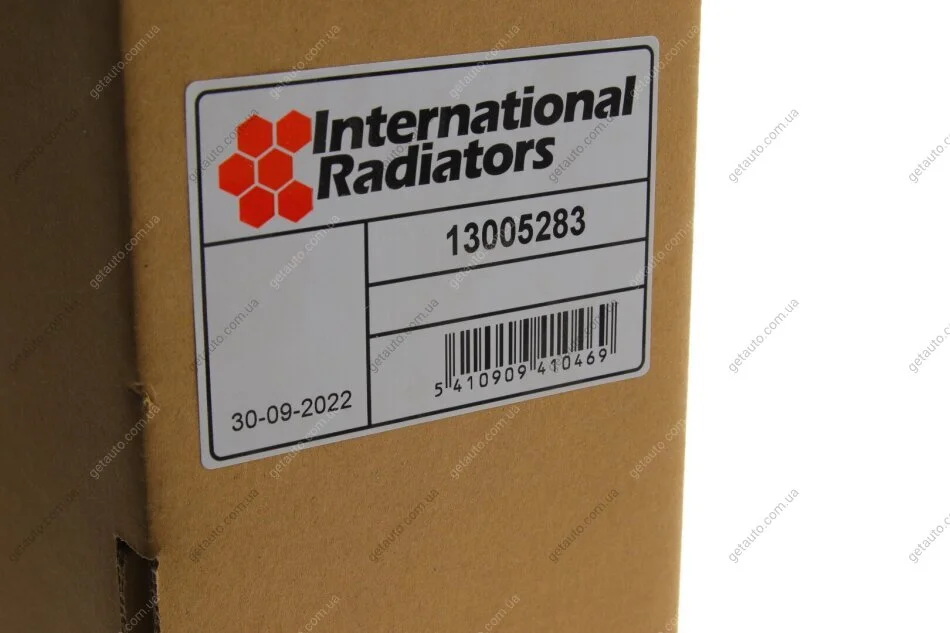 International
Radiators
13005283
5 410909 410469
30-09-2022
getauto.com.ua